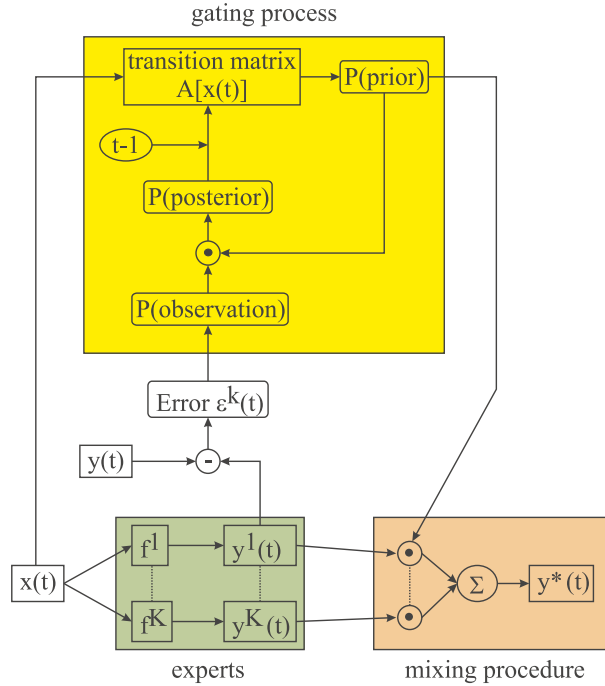 gating process
transition matrix
A[x(t)]
P(prior)
t-1
P(posterior)
P(observation)
Error ε^k(t)
y(t)
-
x(t)
f^1
y^1(t)
f^K
y^K(t)
Σ
y*(t)
experts
mixing procedure